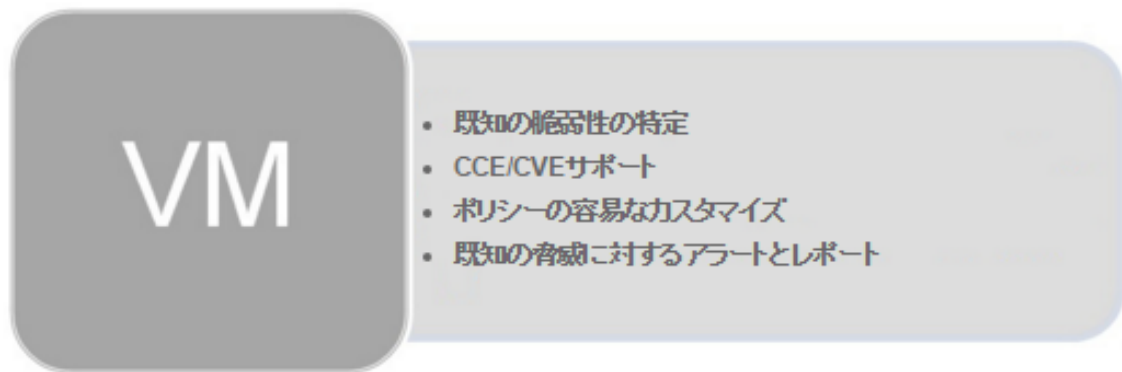 VM
・既知の脆弱性の特定
・CCE/CVEサポート
・ポリシーの容易なカスタマイズ
・既知の脅威に対するアラートとレポート